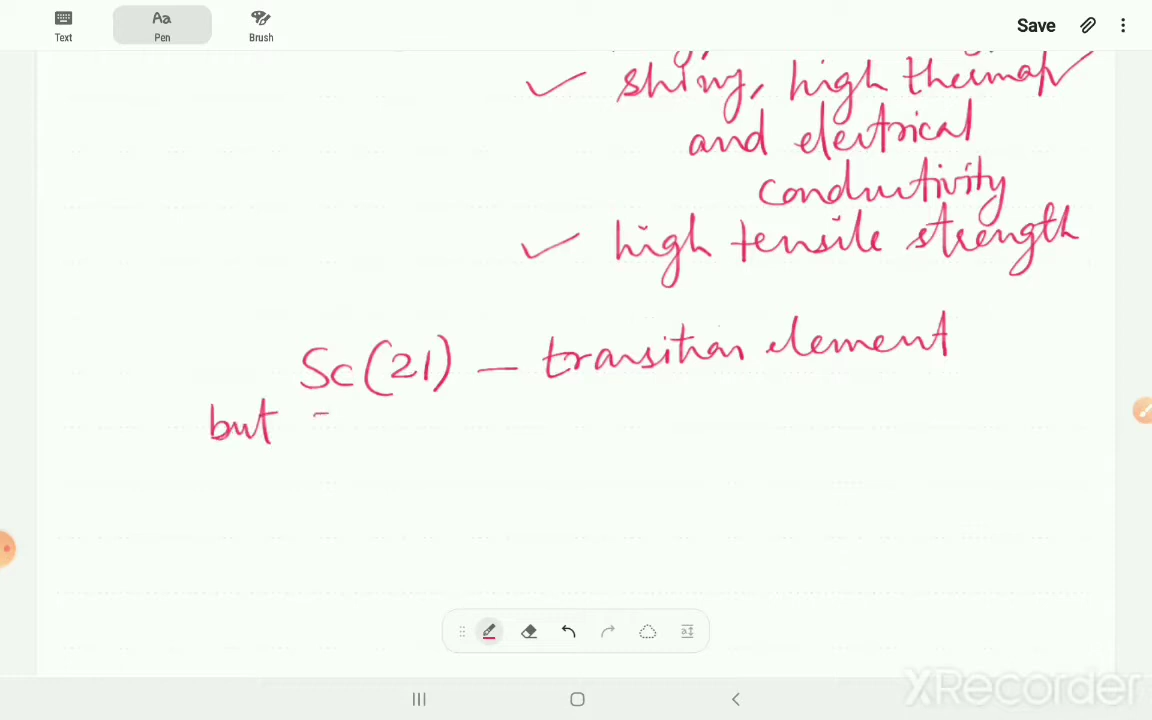 Text
Aa
Pen
Brush
Save
shiny, high thermal
and electrical
conductivity
high tensile strength
Sc(21) — transition element
but
XRecorder